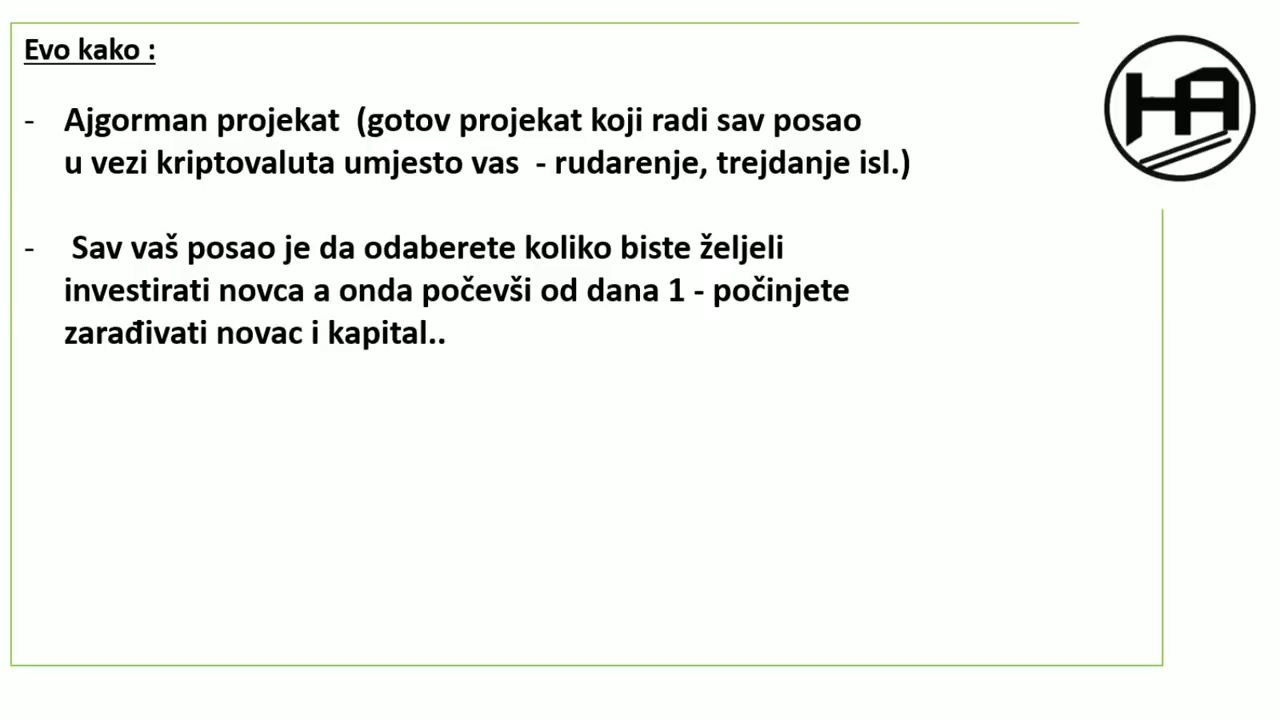 Evo kako :
- Ajgorman projekat (gotov projekat koji radi sav posao
u vezi kriptovaluta umjesto vas - rudarenje, trejdanje isl.)
- Sav vaš posao je da odaberete koliko biste željeli
investirati novca a onda počevši od dana 1 - počinjete
zarađivati novac i kapital..
HA